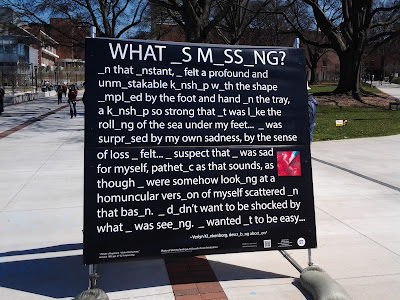 WHAT _S M_SS_NG?
_n that _nstant, _ felt a profound and
unm_stakable k_nsh_p w_th the shape
_mpl_ed by the foot and hand _n the tray,
a k_nsh_p so strong that _t was l_ke the
roll_ng of the sea under my feet... _ was
surpr_sed by my own sadness, by the sense
of loss _ felt... _ suspect that _ was sad
for myself, pathet_c as that sounds, as
though _ were somehow look_ng at a
homuncular vers_on of myself scattered _n
that bas_n. _ d_dn't want to be shocked by
what _ was see_ng. _ wanted _t to be easy...